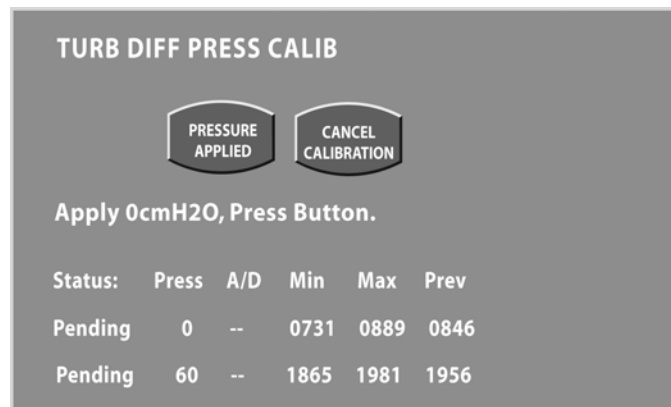 TURB DIFF PRESS CALIB
PRESSURE
APPLIED
CANCEL
CALIBRATION
Apply 0cmH2O, Press Button.
Status: Press A/D Min Max Prev
Pending 0 -- 0731 0889 0846
Pending 60 -- 1865 1981 1956